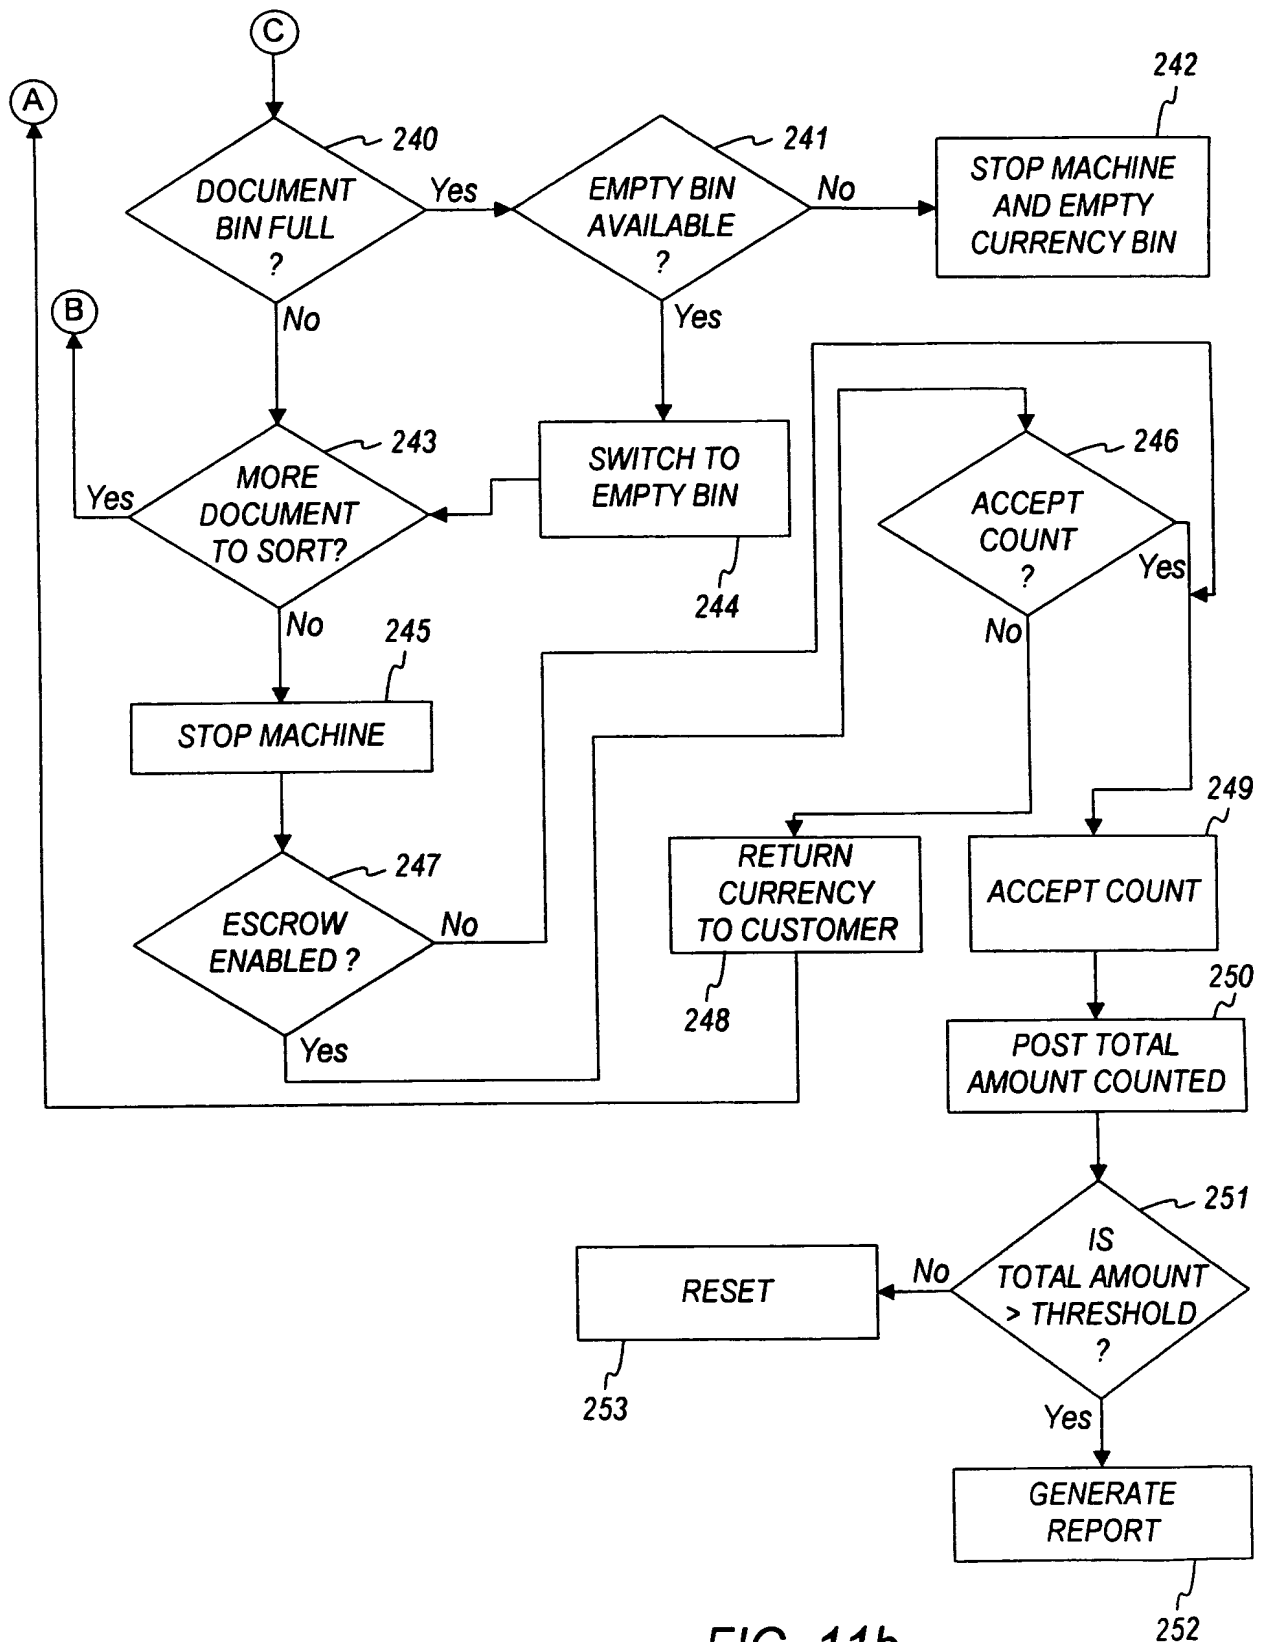 C
A
240
DOCUMENT
BIN FULL
?
Yes
No
241
EMPTY BIN
AVAILABLE
?
No
Yes
242
STOP MACHINE
AND EMPTY
CURRENCY BIN
B
243
MORE
DOCUMENT
TO SORT?
Yes
No
SWITCH TO
EMPTY BIN
244
246
ACCEPT
COUNT
?
Yes
No
245
STOP MACHINE
247
ESCROW
ENABLED ?
No
Yes
RETURN
CURRENCY
TO CUSTOMER
248
249
ACCEPT COUNT
250
POST TOTAL
AMOUNT COUNTED
251
IS
TOTAL AMOUNT
> THRESHOLD
?
No
Yes
RESET
253
GENERATE
REPORT
252
FIG. 11b